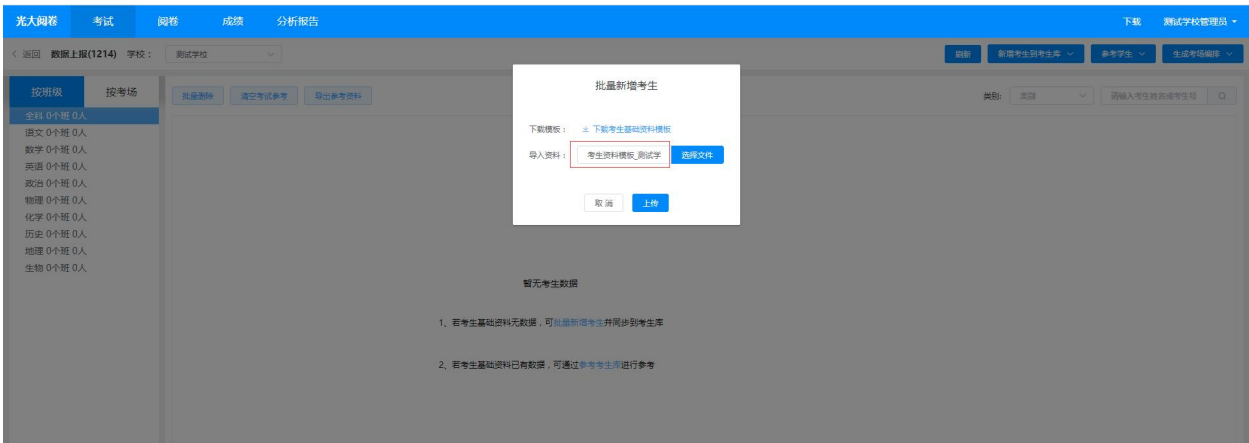 光大阅卷 考试 阅卷 成绩 分析报告 下载 测试学校管理员
< 返回 数据上报(1214) 学校： 测试学校 刷新 新增考生到考生库 参考学生 生成考场编排
批量新增考生
按班级 按考场 批量删除 清空考试参考 导出参考资料 类别: 类别 请输入考生姓名或考生号
全科 0个班 0人
语文 0个班 0人
数学 0个班 0人
英语 0个班 0人
政治 0个班 0人
物理 0个班 0人
化学 0个班 0人
历史 0个班 0人
地理 0个班 0人
生物 0个班 0人
下载模板： 下载考生基础资料模板
导入资料： 考生资料模板_测试学 选择文件
取 消 上传
暂无考生数据
1、若考生基础资料无数据，可批量新增考生并同步到考生库
2、若考生基础资料已有数据，可通过参考考生库进行参考